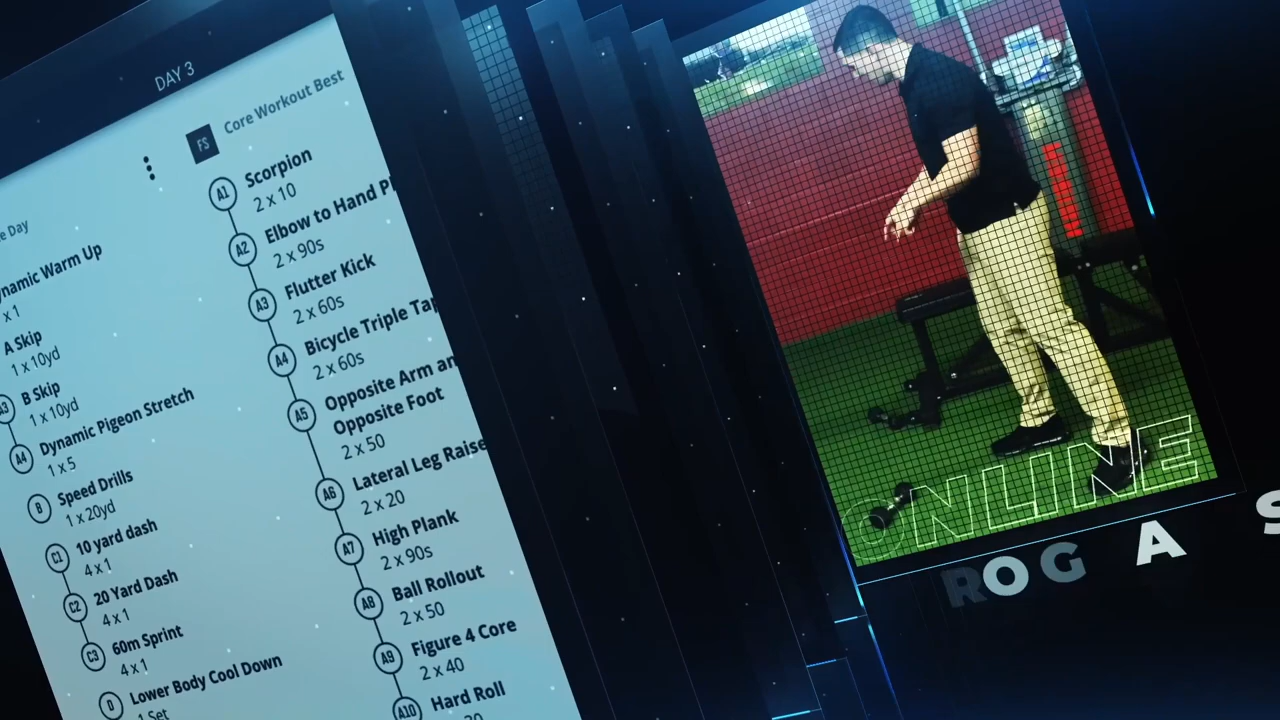 DAY 3
e Day
ynamic Warm Up
x 1
A Skip
1 x 10yd
A3
B Skip
1 x 10yd
A4
Dynamic Pigeon Stretch
1 x 5
B
Speed Drills
1 x 20yd
C1
10 yard dash
4 x 1
C2
20 Yard Dash
4 x 1
C3
60m Sprint
4 x 1
D
Lower Body Cool Down
1 Set
FS
Core Workout Best
A1
Scorpion
2 x 10
A2
Elbow to Hand P
2 x 90s
A3
Flutter Kick
2 x 60s
A4
Bicycle Triple Tap
2 x 60s
A5
Opposite Arm an
Opposite Foot
2 x 50
A6
Lateral Leg Raise
2 x 20
A7
High Plank
2 x 90s
A8
Ball Rollout
2 x 50
A9
Figure 4 Core
2 x 40
A10
Hard Roll
ONLINE
ROG A S